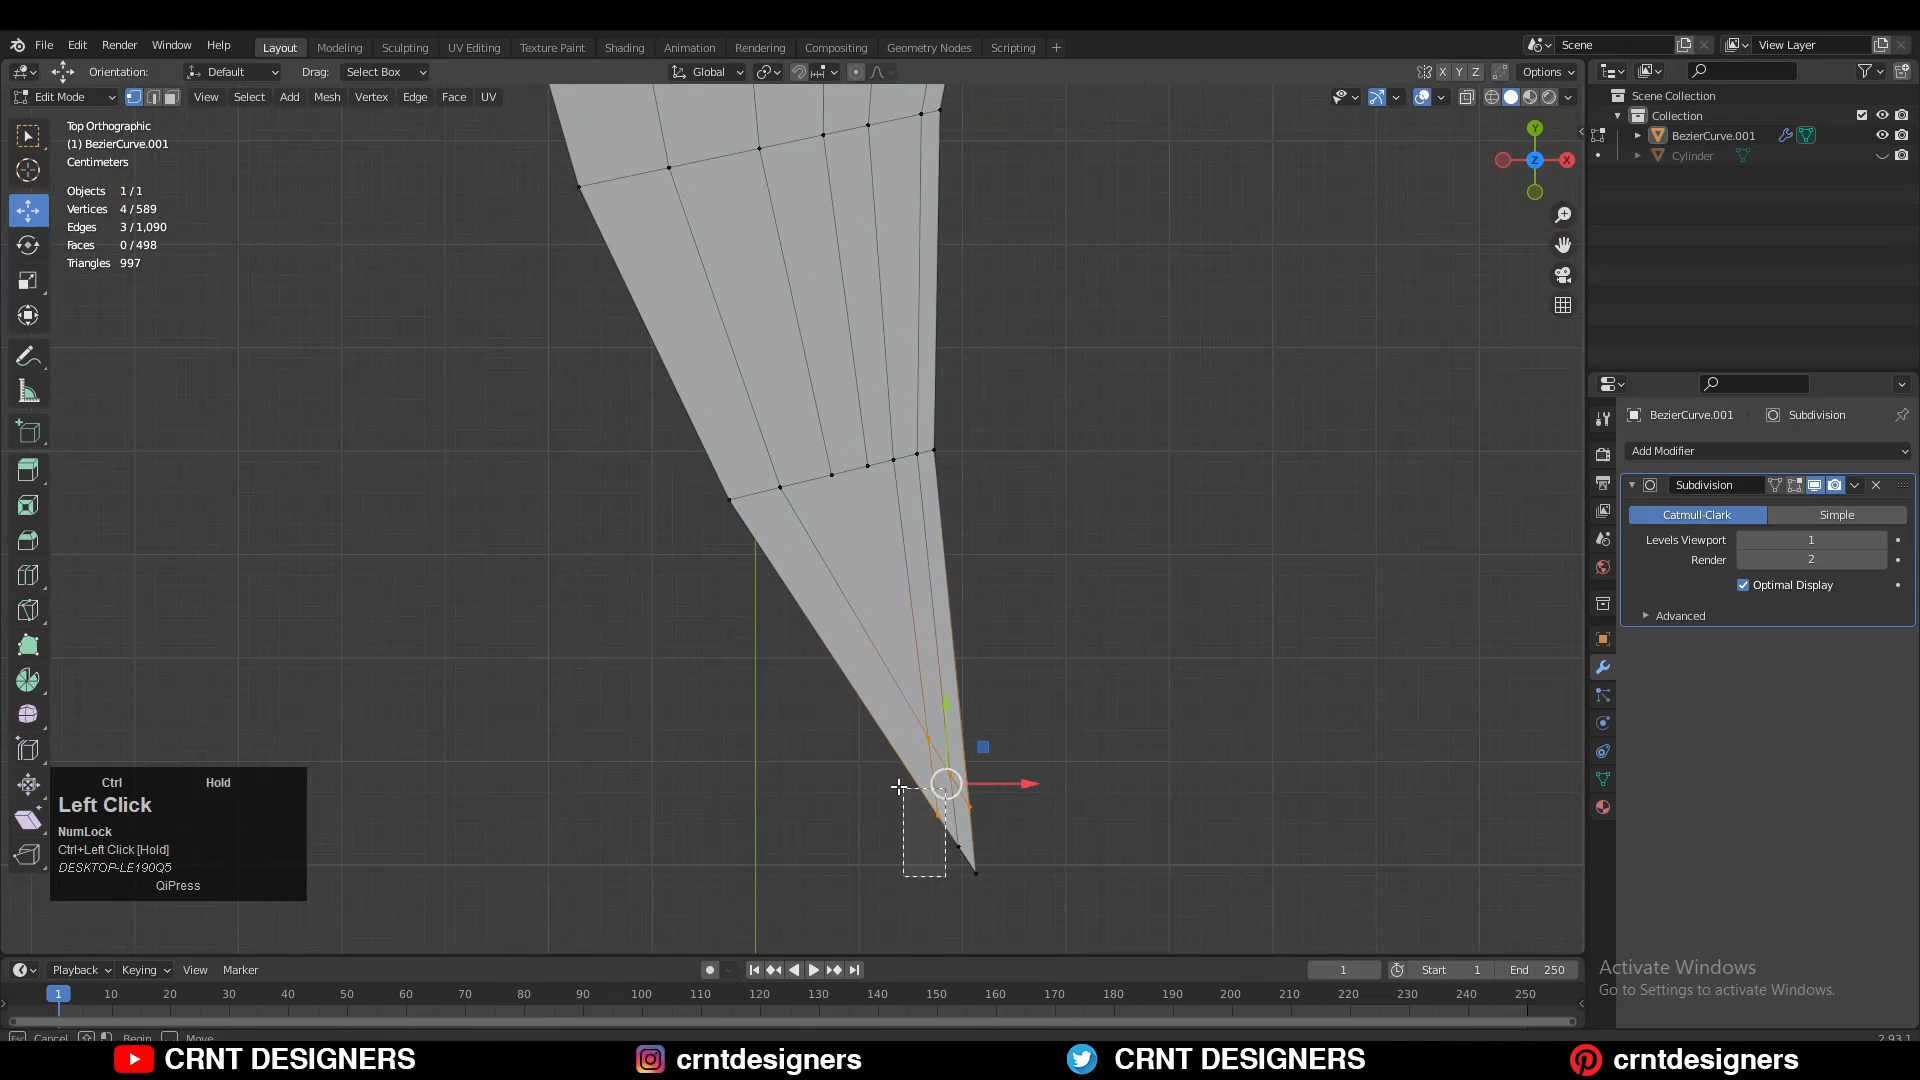 File Edit Render Window Help Layout Modeling Sculpting UV Editing Texture Paint Shading Animation Rendering Compositing Geometry Nodes Scripting + Scene View Layer
Orientation: Default Drag: Select Box Global X Y Z Options
Edit Mode View Select Add Mesh Vertex Edge Face UV
Scene Collection
Collection
BezierCurve.001
Cylinder
Top Orthographic
(1) BezierCurve.001
Centimeters
Objects 1 / 1
Vertices 4 / 589
Edges 3 / 1,090
Faces 0 / 498
Triangles 997
Y
Z X
BezierCurve.001 Subdivision
Add Modifier
Subdivision
Catmull-Clark Simple
Levels Viewport 1
Render 2
Optimal Display
Advanced
Ctrl Hold
Left Click
NumLock
Ctrl+Left Click [Hold]
DESKTOP-LE190Q5
QiPress
Playback Keying View Marker 1 Start 1 End 250
1 10 20 30 40 50 60 70 80 90 100 110 120 130 140 150 160 170 180 190 200 210 220 230 240 250
Activate Windows
Go to Settings to activate Windows.
Esc Cancel Begin Move 2.93.1
CRNT DESIGNERS crntdesigners CRNT DESIGNERS crntdesigners